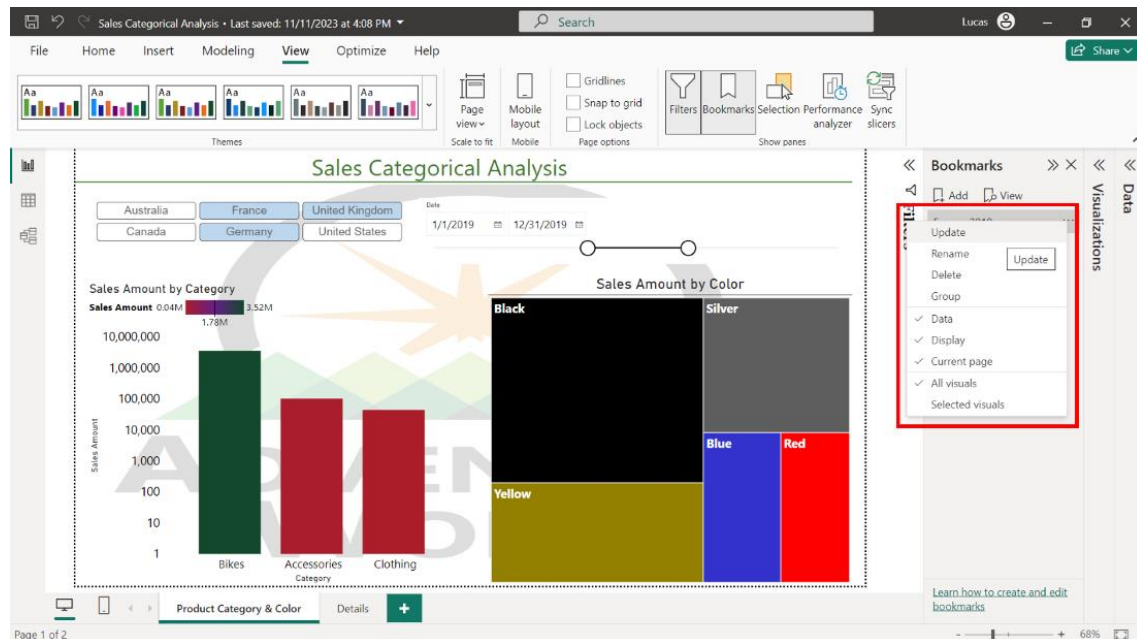 Sales Categorical Analysis • Last saved: 11/11/2023 at 4:08 PM
Search
Lucas
File Home Insert Modeling View Optimize Help
Share
Aa Aa Aa Aa Aa Aa
Page view
Mobile layout
Gridlines
Snap to grid
Lock objects
Filters
Bookmarks
Selection
Performance analyzer
Sync slicers
Themes
Scale to fit
Mobile
Page options
Show panes
Sales Categorical Analysis
Australia France United Kingdom
Canada Germany United States
Date
1/1/2019 12/31/2019
Sales Amount by Category
Sales Amount 0.04M 3.52M
1.78M
10,000,000
1,000,000
100,000
10,000
1,000
100
10
1
Sales Amount
Bikes Accessories Clothing
Category
Sales Amount by Color
Black
Silver
Blue
Red
Yellow
Filters
Bookmarks
Add View
Update
Rename
Update
Delete
Group
Data
Display
Current page
All visuals
Selected visuals
Learn how to create and edit
bookmarks
Visualizations
Data
Product Category & Color Details
Page 1 of 2
68%